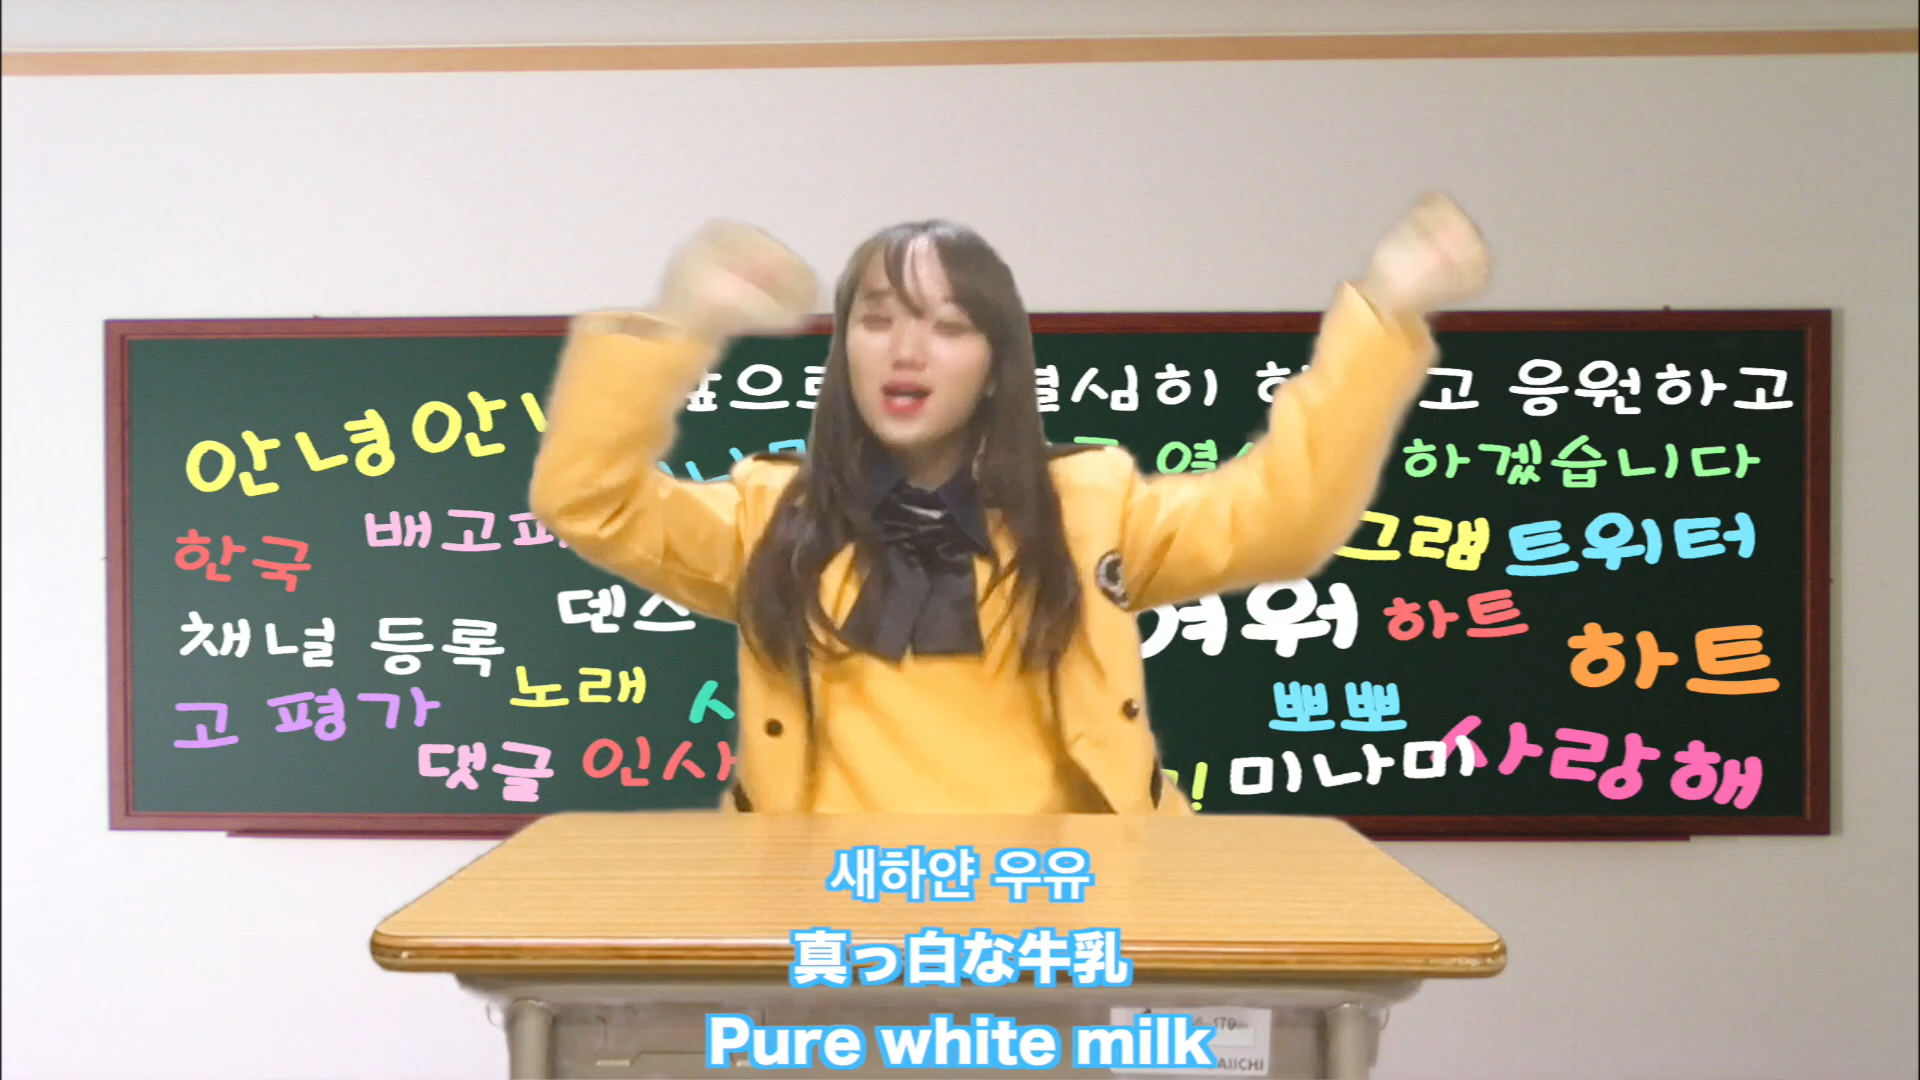 안녕안
열심히 하고 응원하고
하겠습니다
한국 배고파
그램 트위터
채널 등록 덴스
여워 하트 하트
고 평가 노래
뽀뽀
댓글 인사
미나미 사랑해
새하얀 우유
真っ白な牛乳
Pure white milk